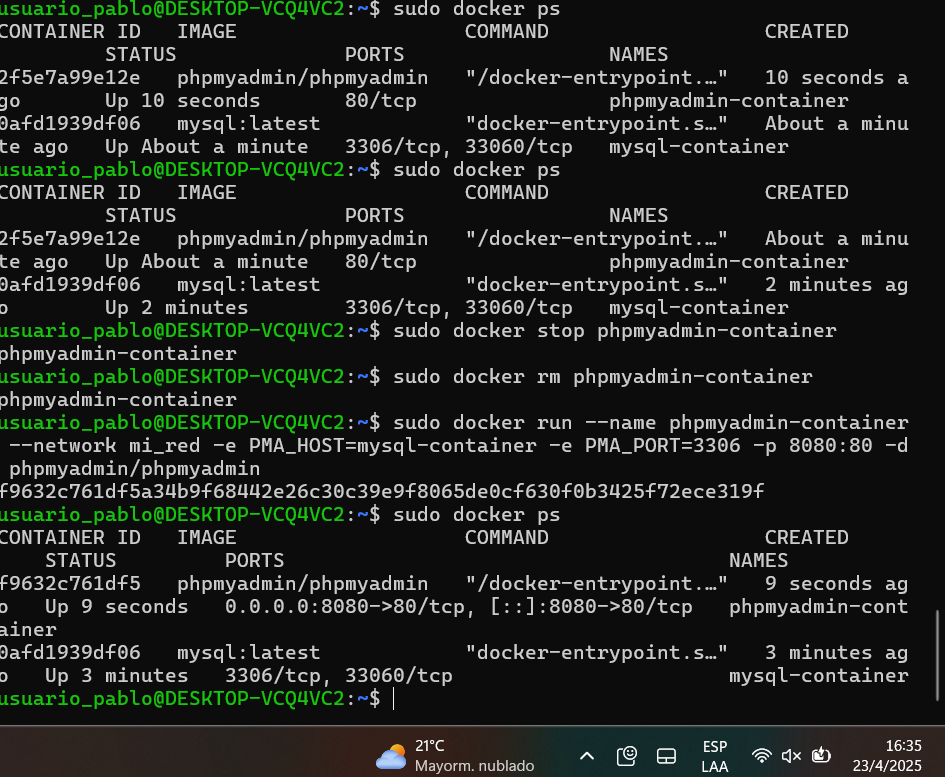 usuario_pablo@DESKTOP-VCQ4VC2:~$ sudo docker ps
CONTAINER ID   IMAGE                   COMMAND                  CREATED
         STATUS              PORTS                 NAMES
2f5e7a99e12e   phpmyadmin/phpmyadmin   "/docker-entrypoint.…"   10 seconds a
go       Up 10 seconds       80/tcp                phpmyadmin-container
0afd1939df06   mysql:latest            "docker-entrypoint.s…"   About a minu
te ago   Up About a minute   3306/tcp, 33060/tcp   mysql-container
usuario_pablo@DESKTOP-VCQ4VC2:~$ sudo docker ps
CONTAINER ID   IMAGE                   COMMAND                  CREATED
         STATUS              PORTS                 NAMES
2f5e7a99e12e   phpmyadmin/phpmyadmin   "/docker-entrypoint.…"   About a minu
te ago   Up About a minute   80/tcp                phpmyadmin-container
0afd1939df06   mysql:latest            "docker-entrypoint.s…"   2 minutes ag
o        Up 2 minutes        3306/tcp, 33060/tcp   mysql-container
usuario_pablo@DESKTOP-VCQ4VC2:~$ sudo docker stop phpmyadmin-container
phpmyadmin-container
usuario_pablo@DESKTOP-VCQ4VC2:~$ sudo docker rm phpmyadmin-container
phpmyadmin-container
usuario_pablo@DESKTOP-VCQ4VC2:~$ sudo docker run --name phpmyadmin-container
 --network mi_red -e PMA_HOST=mysql-container -e PMA_PORT=3306 -p 8080:80 -d
 phpmyadmin/phpmyadmin
f9632c761df5a34b9f68442e26c30c39e9f8065de0cf630f0b3425f72ece319f
usuario_pablo@DESKTOP-VCQ4VC2:~$ sudo docker ps
CONTAINER ID   IMAGE                   COMMAND                  CREATED
    STATUS         PORTS                                     NAMES
f9632c761df5   phpmyadmin/phpmyadmin   "/docker-entrypoint.…"   9 seconds ag
o   Up 9 seconds   0.0.0.0:8080->80/tcp, [::]:8080->80/tcp   phpmyadmin-cont
ainer
0afd1939df06   mysql:latest            "docker-entrypoint.s…"   3 minutes ag
o   Up 3 minutes   3306/tcp, 33060/tcp                       mysql-container
usuario_pablo@DESKTOP-VCQ4VC2:~$
21°C
Mayorm. nublado
ESP
LAA
16:35
23/4/2025